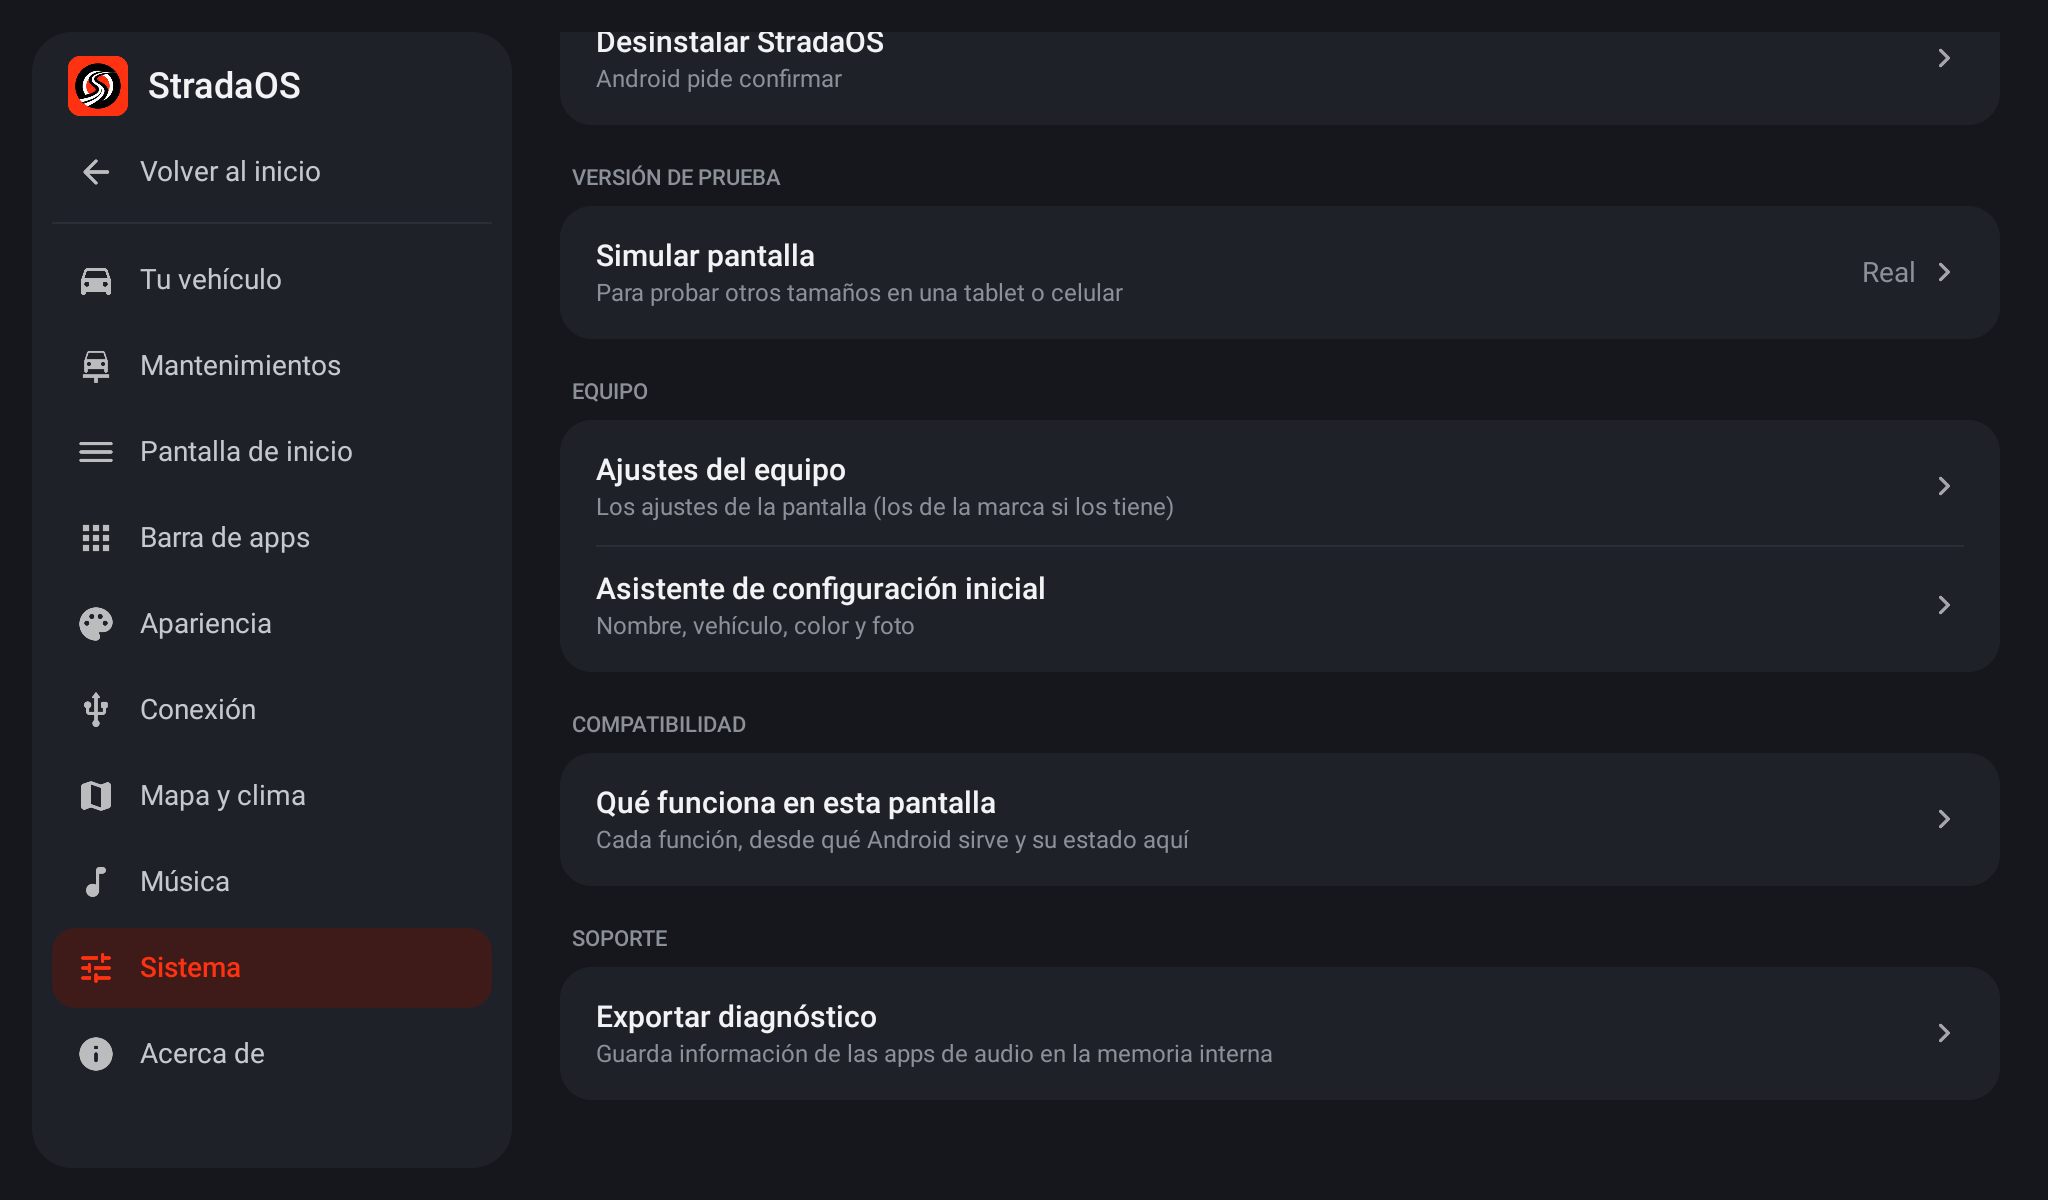 StradaOS
Volver al inicio
Tu vehículo
Mantenimientos
Pantalla de inicio
Barra de apps
Apariencia
Conexión
Mapa y clima
Música
Sistema
Acerca de
Desinstalar StradaOS
Android pide confirmar
VERSIÓN DE PRUEBA
Simular pantalla
Para probar otros tamaños en una tablet o celular
Real
EQUIPO
Ajustes del equipo
Los ajustes de la pantalla (los de la marca si los tiene)
Asistente de configuración inicial
Nombre, vehículo, color y foto
COMPATIBILIDAD
Qué funciona en esta pantalla
Cada función, desde qué Android sirve y su estado aquí
SOPORTE
Exportar diagnóstico
Guarda información de las apps de audio en la memoria interna